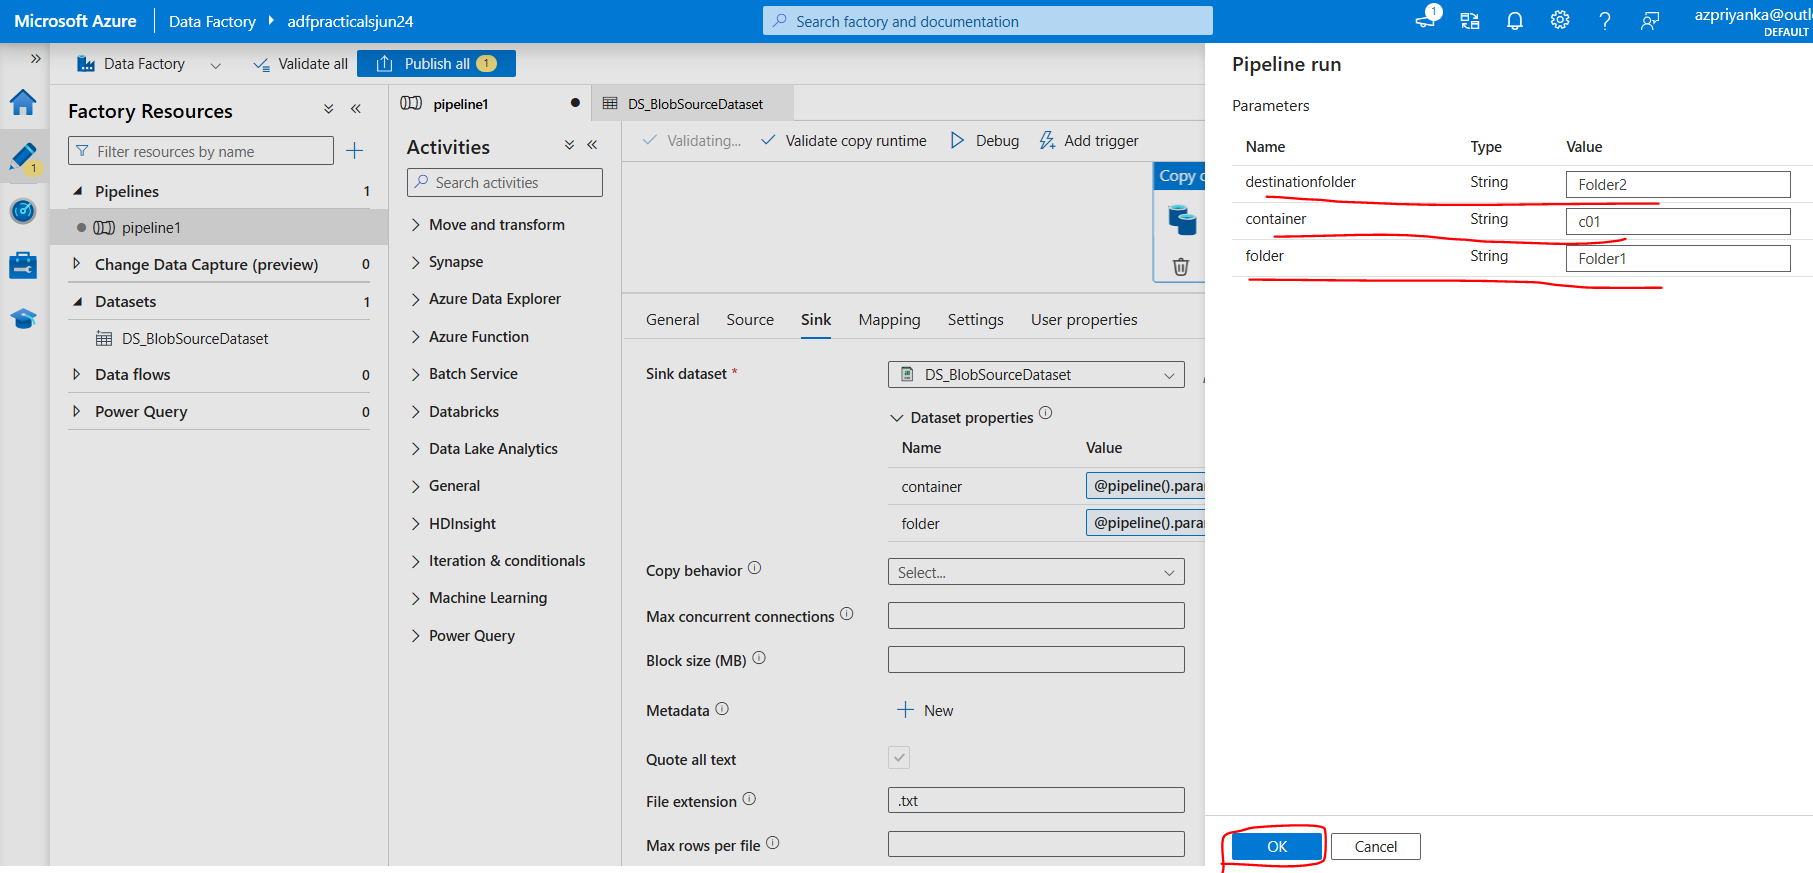 Microsoft Azure
Data Factory
adfpracticalsjun24
Search factory and documentation
1
azpriyanka@outl
DEFAULT
Data Factory
Validate all
Publish all 1
Factory Resources
Filter resources by name
1
Pipelines 1
pipeline1
Change Data Capture (preview) 0
Datasets 1
DS_BlobSourceDataset
Data flows 0
Power Query 0
pipeline1
DS_BlobSourceDataset
Activities
Search activities
Move and transform
Synapse
Azure Data Explorer
Azure Function
Batch Service
Databricks
Data Lake Analytics
General
HDInsight
Iteration & conditionals
Machine Learning
Power Query
Validating...
Validate copy runtime
Debug
Add trigger
Copy
General Source Sink Mapping Settings User properties
Sink dataset *
DS_BlobSourceDataset
Dataset properties
Name Value
container @pipeline().para
folder @pipeline().para
Copy behavior
Select...
Max concurrent connections
Block size (MB)
Metadata
New
Quote all text
File extension
.txt
Max rows per file
Pipeline run
Parameters
Name Type Value
destinationfolder String Folder2
container String c01
folder String Folder1
OK
Cancel